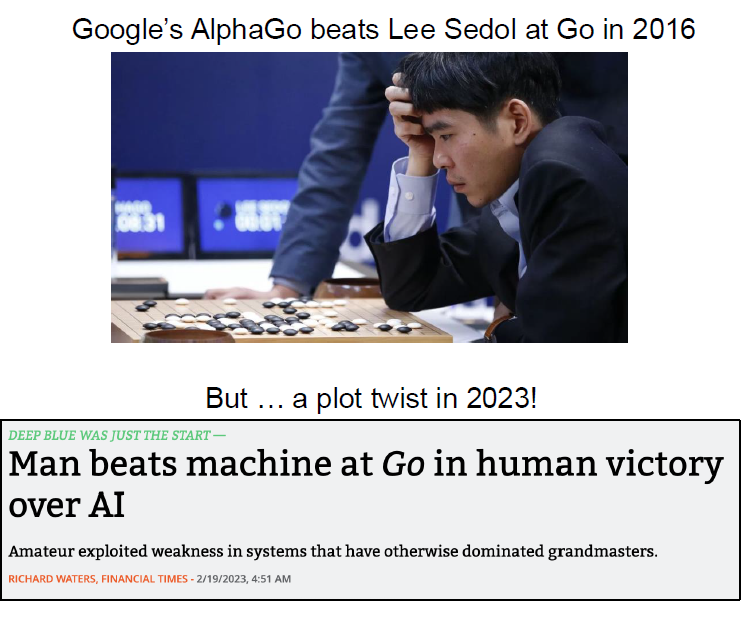 Google’s AlphaGo beats Lee Sedol at Go in 2016
But … a plot twist in 2023!
DEEP BLUE WAS JUST THE START —
Man beats machine at Go in human victory
over AI
Amateur exploited weakness in systems that have otherwise dominated grandmasters.
RICHARD WATERS, FINANCIAL TIMES - 2/19/2023, 4:51 AM